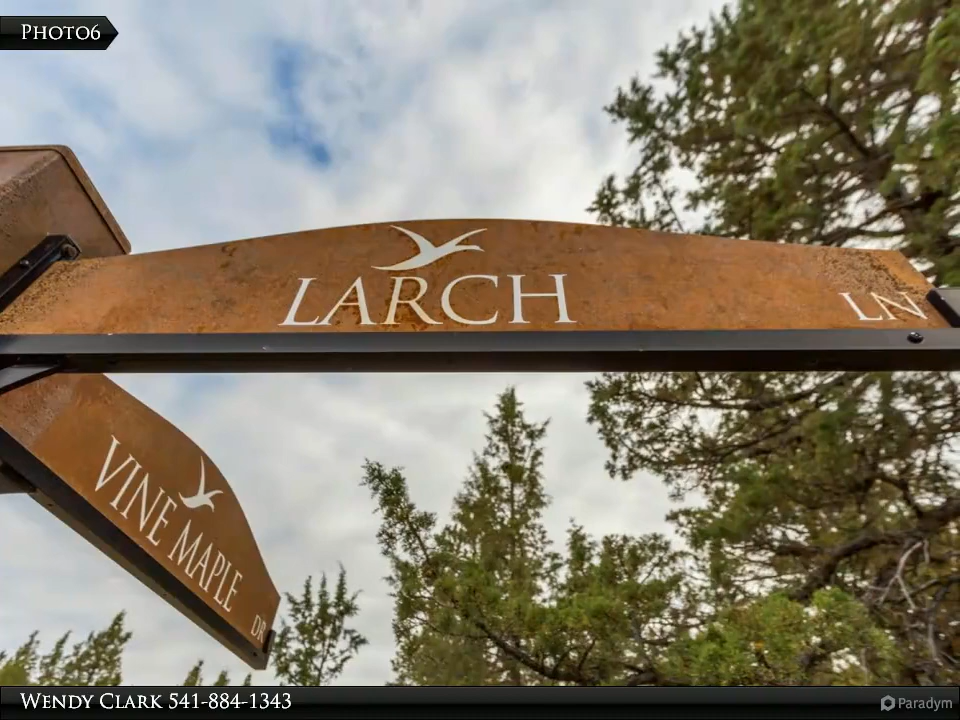 Photo6
LARCH
LN
VINE MAPLE
DR
Wendy Clark 541-884-1343
Paradym